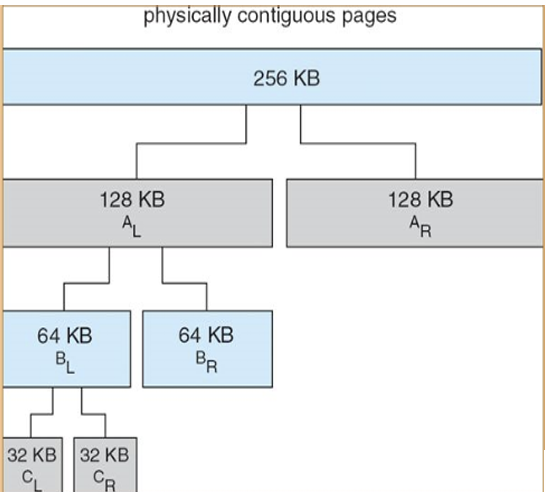 physically contiguous pages
256 KB
128 KB
A_L
128 KB
A_R
64 KB
B_L
64 KB
B_R
32 KB
C_L
32 KB
C_R